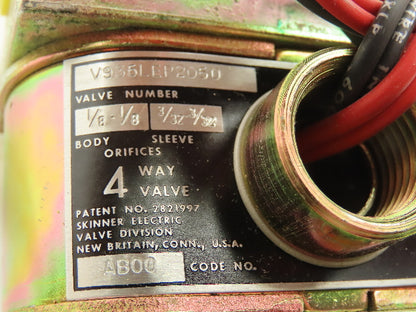 V935LEP2050
VALVE NUMBER
1/8 - 1/8 3/32 - 3/32
BODY SLEEVE
ORIFICES
4 WAY
VALVE
PATENT NO. 2821997
SKINNER ELECTRIC
VALVE DIVISION
NEW BRITAIN, CONN., U.S.A.
AB00 CODE NO.